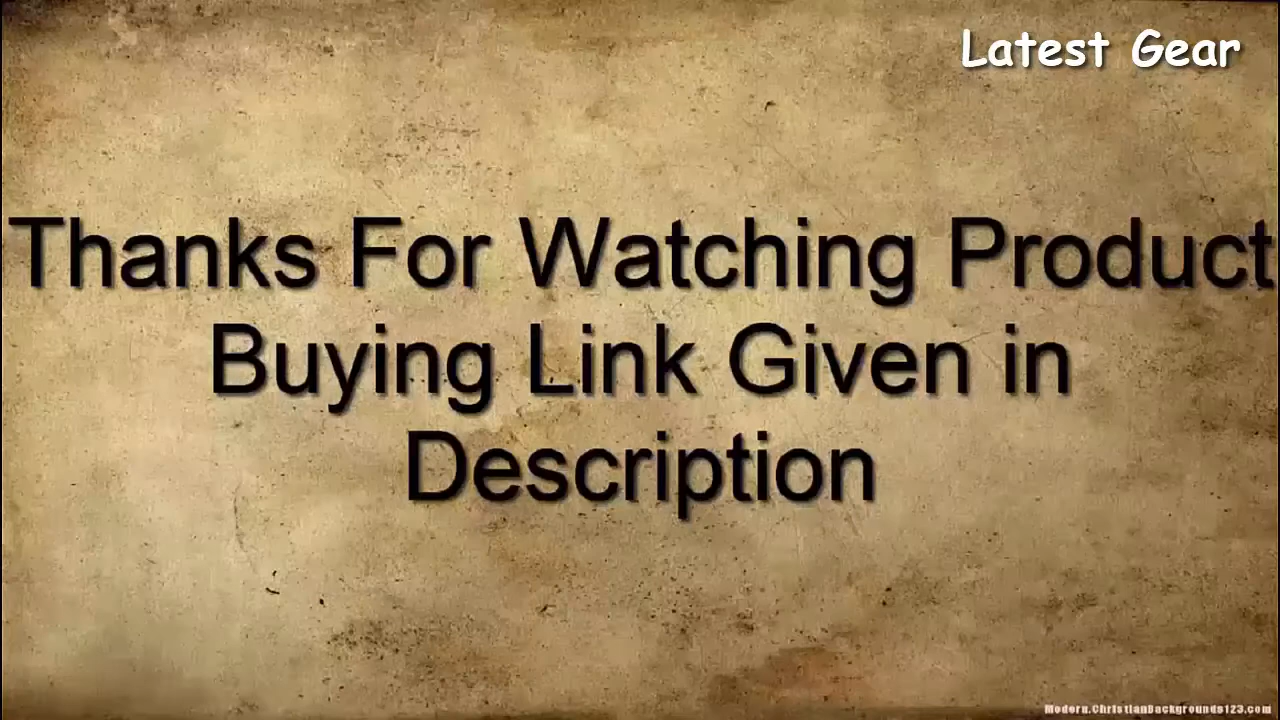 Latest Gear
Thanks For Watching Product
Buying Link Given in
Description
Modern.ChristianBackgrounds123.com